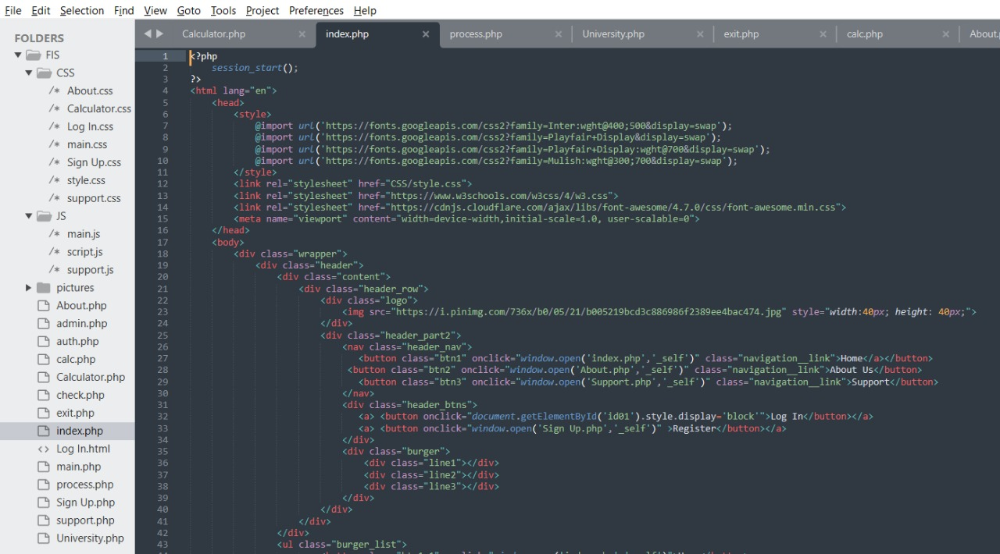 File Edit Selection Find View Goto Tools Project Preferences Help
FOLDERS
FIS
CSS
/* About.css
/* Calculator.css
/* Log In.css
/* main.css
/* Sign Up.css
/* style.css
/* support.css
JS
/* main.js
/* script.js
/* support.js
pictures
About.php
admin.php
auth.php
calc.php
Calculator.php
check.php
exit.php
index.php
<> Log In.html
main.php
process.php
Sign Up.php
support.php
University.php
Calculator.php × index.php × process.php × University.php × exit.php × calc.php × About.
1 <?php
2 session_start();
3 ?>
4 <html lang="en">
5 <head>
6 <style>
7 @import url('https://fonts.googleapis.com/css2?family=Inter:wght@400;500&display=swap');
8 @import url('https://fonts.googleapis.com/css2?family=Playfair+Display&display=swap');
9 @import url('https://fonts.googleapis.com/css2?family=Playfair+Display:wght@700&display=swap');
10 @import url('https://fonts.googleapis.com/css2?family=Mulish:wght@300;700&display=swap');
11 </style>
12 <link rel="stylesheet" href="CSS/style.css">
13 <link rel="stylesheet" href="https://www.w3schools.com/w3css/4/w3.css">
14 <link rel="stylesheet" href="https://cdnjs.cloudflare.com/ajax/libs/font-awesome/4.7.0/css/font-awesome.min.css">
15 <meta name="viewport" content="width=device-width,initial-scale=1.0, user-scalable=0">
16 </head>
17 <body>
18 <div class="wrapper">
19 <div class="header">
20 <div class="content">
21 <div class="header_row">
22 <div class="logo">
23 <img src="https://i.pinimg.com/736x/b0/05/21/b005219bcd3c886986f2389ee4bac474.jpg" style="width:40px; height: 40px;">
24 </div>
25 <div class="header_part2">
26 <nav class="header_nav">
27 <button class="btn1" onclick="window.open('index.php','_self')" class="navigation__link">Home</a></button>
28 <button class="btn2" onclick="window.open('About.php','_self')" class="navigation__link">About Us</button>
29 <button class="btn3" onclick="window.open('Support.php','_self')" class="navigation__link">Support</button>
30 </nav>
31 <div class="header_btns">
32 <a> <button onclick="document.getElementById('id01').style.display='block'">Log In</button></a>
33 <a> <button onclick="window.open('Sign Up.php','_self')" >Register</button></a>
34 </div>
35 <div class="burger">
36 <div class="line1"></div>
37 <div class="line2"></div>
38 <div class="line3"></div>
39 </div>
40 </div>
41 </div>
42 </div>
43 <ul class="burger_list">